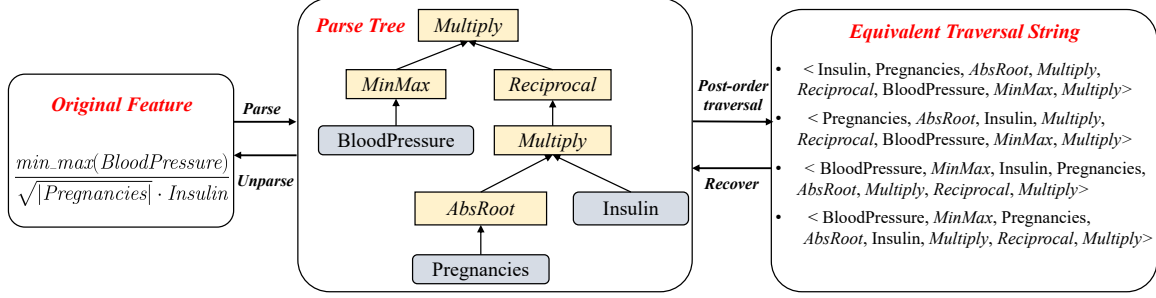 Original Feature
min_max(BloodPressure)
√|Pregnancies| · Insulin
Parse
Unparse
Parse Tree
Multiply
MinMax
Reciprocal
BloodPressure
Multiply
AbsRoot
Insulin
Pregnancies
Post-order
traversal
Recover
Equivalent Traversal String
• < Insulin, Pregnancies, AbsRoot, Multiply,
Reciprocal, BloodPressure, MinMax, Multiply>
• < Pregnancies, AbsRoot, Insulin, Multiply,
Reciprocal, BloodPressure, MinMax, Multiply>
• < BloodPressure, MinMax, Insulin, Pregnancies,
AbsRoot, Multiply, Reciprocal, Multiply>
• < BloodPressure, MinMax, Pregnancies,
AbsRoot, Insulin, Multiply, Reciprocal, Multiply>